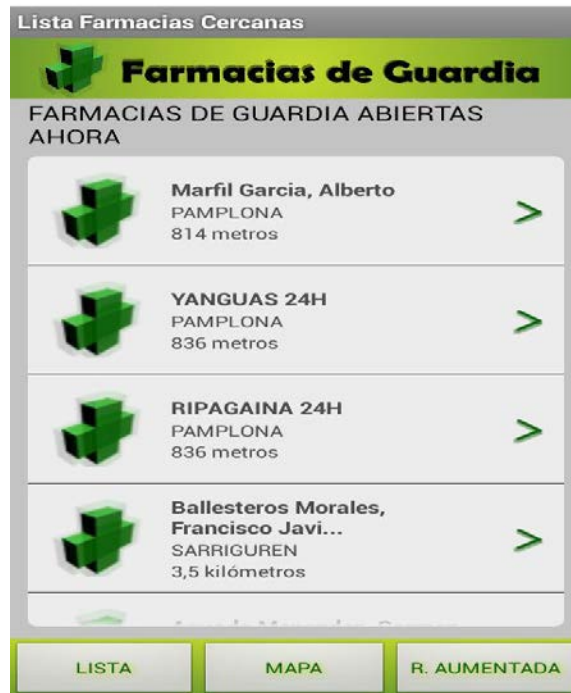 Lista Farmacias Cercanas
Farmacias de Guardia
FARMACIAS DE GUARDIA ABIERTAS
AHORA
Marfil Garcia, Alberto
PAMPLONA
814 metros
>
YANGUAS 24H
PAMPLONA
836 metros
>
RIPAGAINA 24H
PAMPLONA
836 metros
>
Ballesteros Morales,
Francisco Javi...
SARRIGUREN
3,5 kilómetros
>
LISTA
MAPA
R. AUMENTADA